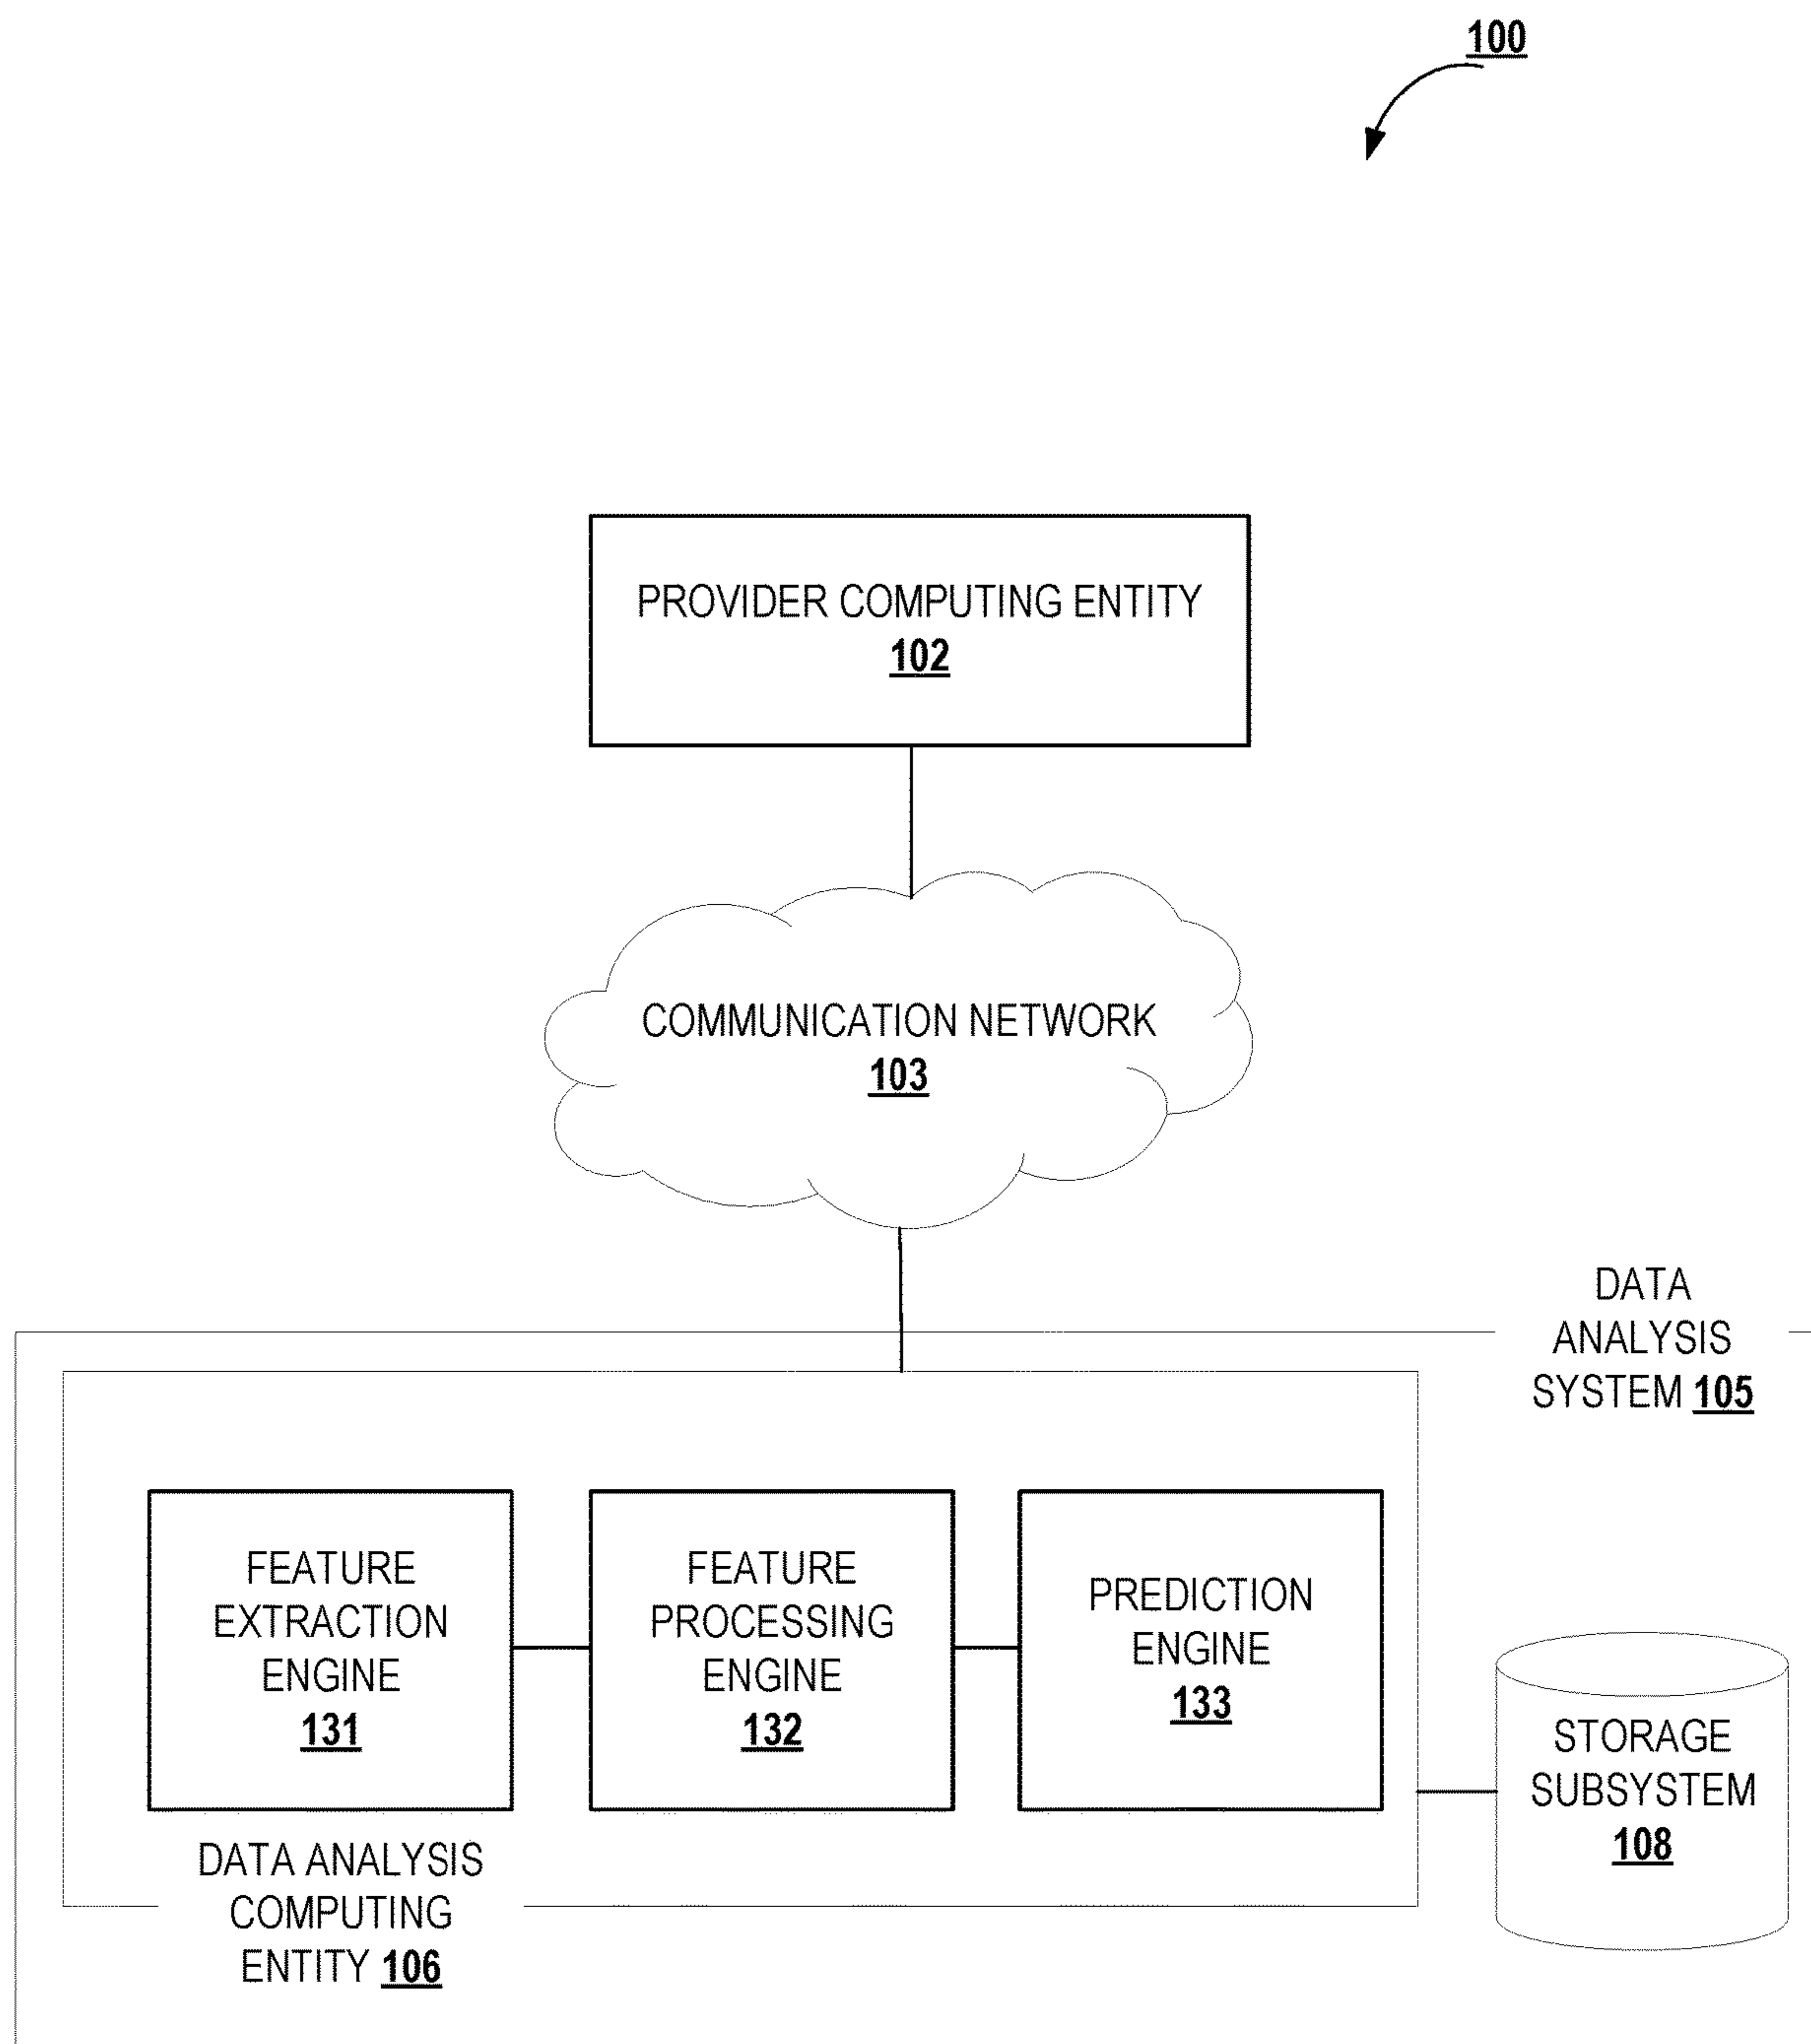 100
PROVIDER COMPUTING ENTITY
102
COMMUNICATION NETWORK
103
DATA
ANALYSIS
SYSTEM 105
FEATURE
EXTRACTION
ENGINE
131
FEATURE
PROCESSING
ENGINE
132
PREDICTION
ENGINE
133
STORAGE
SUBSYSTEM
108
DATA ANALYSIS
COMPUTING
ENTITY 106